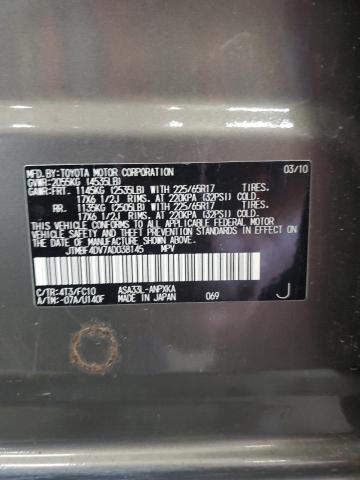 MFD. BY:TOYOTA MOTOR CORPORATION 03/10
GVWR:2055KG (4535LB)
GAWR:FRT. 1145KG (2535LB) WITH 225/65R17 TIRES.
17X6 1/2J RIMS, AT 220KPA (32PSI) COLD.
RR. 1135KG (2505LB) WITH 225/65R17 TIRES.
17X6 1/2J RIMS, AT 220KPA (32PSI) COLD.
THIS VEHICLE CONFORMS TO ALL APPLICABLE FEDERAL MOTOR
VEHICLE SAFETY, BUMPER, AND THEFT PREVENTION
STANDARDS IN EFFECT ON THE DATE OF MANUFACTURE
SHOWN ABOVE.
JTMBF4DV7AD038145 MPV
C/TR:4T3/FC10 ASA33L-ANPXKA
A/TM:-07A/U140F MADE IN JAPAN 069 J